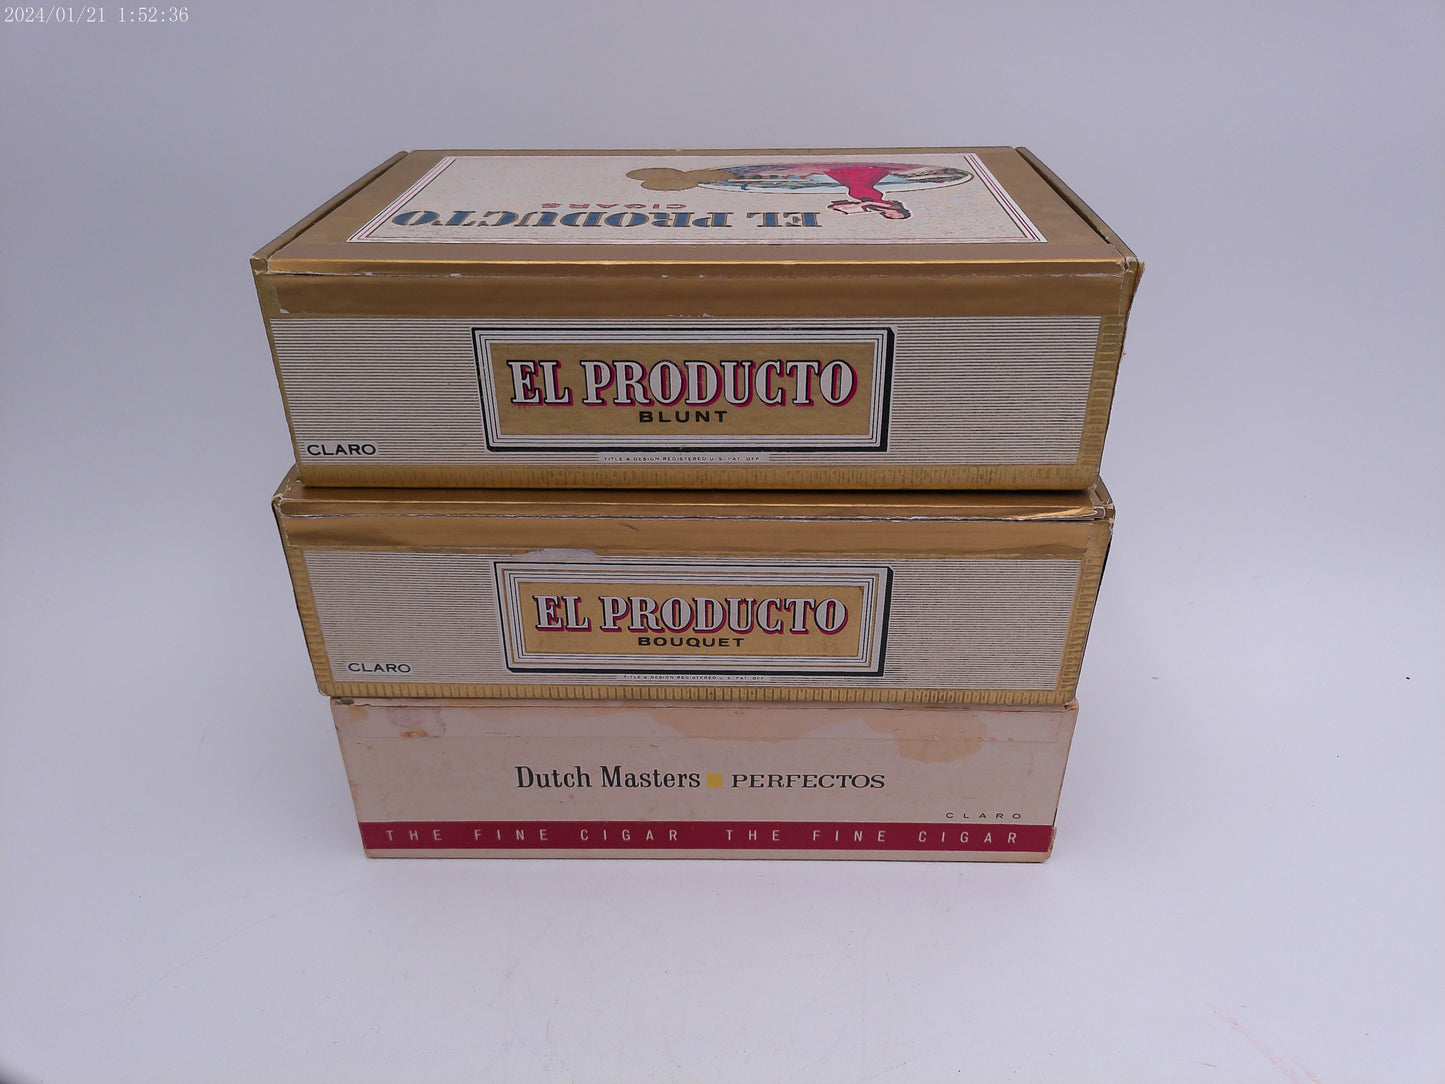 2024/01/21 1:52:36
EL PRODUCTO
CIGARS
EL PRODUCTO
BLUNT
CLARO
TITLE & DESIGN REGISTERED U.S. PAT. OFF.
EL PRODUCTO
BOUQUET
CLARO
TITLE & DESIGN REGISTERED U.S. PAT. OFF.
Dutch Masters PERFECTOS
CLARO
THE FINE CIGAR THE FINE CIGAR